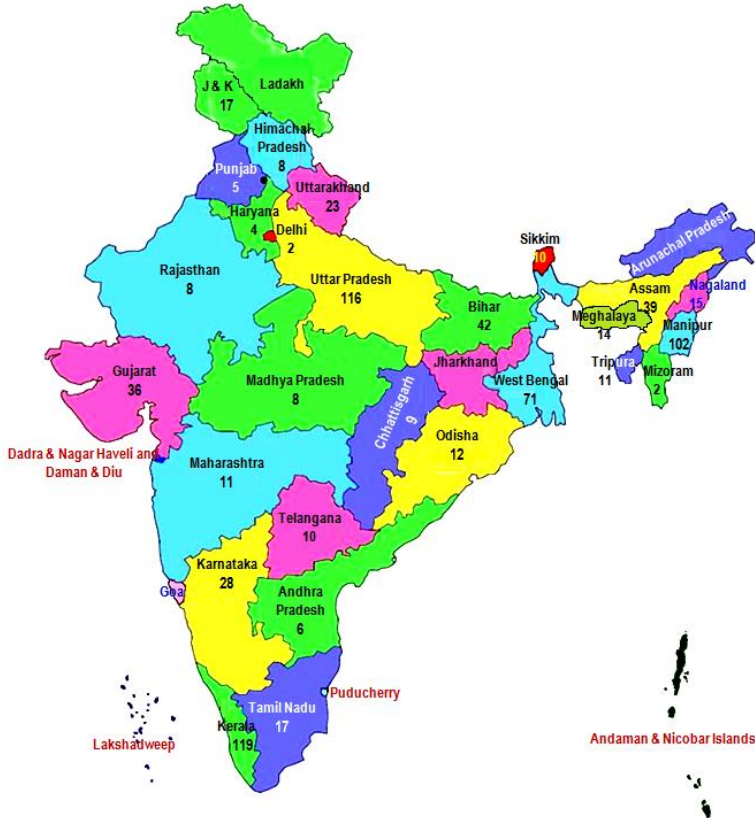 J & K
17
Ladakh
Himachal
Pradesh
8
Punjab
5
Uttarakhand
23
Haryana
4
Delhi
2
Rajasthan
8
Uttar Pradesh
116
Sikkim
10
Arunachal Pradesh
Assam
39
Nagaland
15
Meghalaya
14
Manipur
102
Bihar
42
Tripura
11
Mizoram
2
Gujarat
36
Madhya Pradesh
8
Jharkhand
West Bengal
71
Chhattisgarh
9
Odisha
12
Dadra & Nagar Haveli and
Daman & Diu
Maharashtra
11
Telangana
10
Karnataka
28
Goa
Andhra
Pradesh
6
Puducherry
Tamil Nadu
17
Kerala
119
Lakshadweep
Andaman & Nicobar Islands